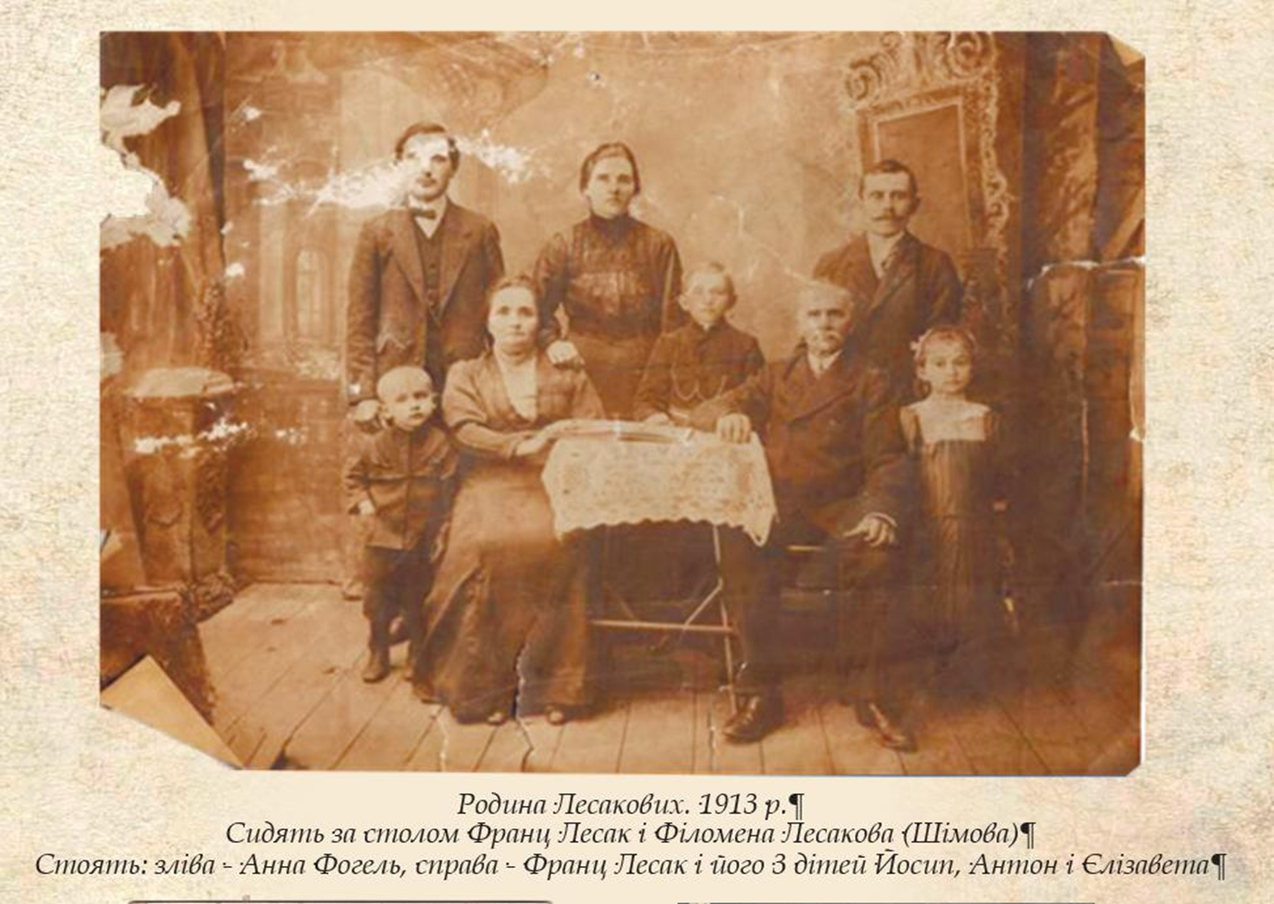 Родина Лесакових. 1913 р.¶
Сидять за столом Франц Лесак і Філомена Лесакова (Шімова)¶
Стоять: зліва - Анна Фогель, справа - Франц Лесак і його 3 дітей Йосип, Антон і Єлізавета¶